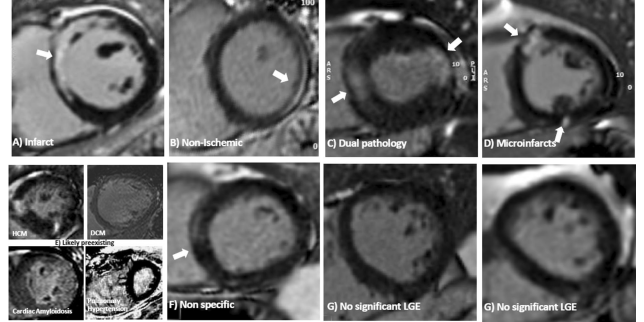 100
A) Infarct
B) Non-Ischemic
0
A
R
S
10
0
P
C) Dual pathology
A
R
S
10
0
D) Microinfarcts
HCM
DCM
E) Likely preexisting
Cardiac Amyloidosis
Pulmonary
Hypertension
F) Non specific
G) No significant LGE
G) No significant LGE